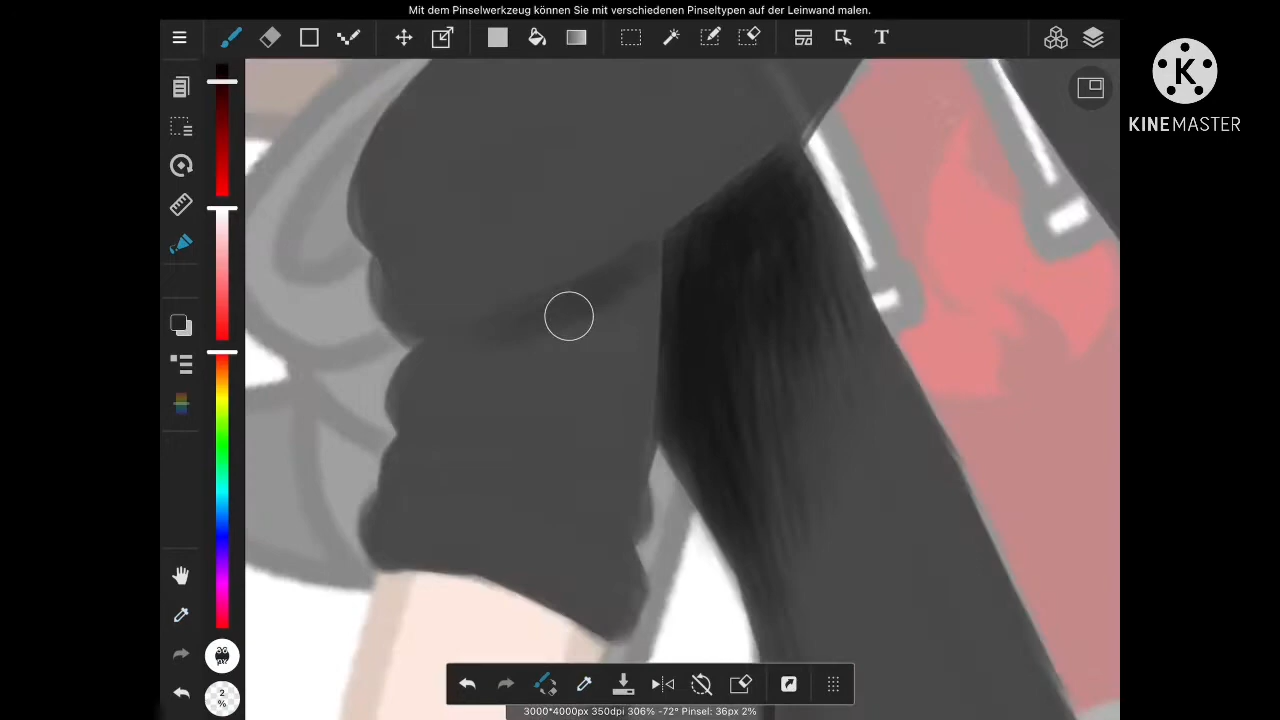 Mit dem Pinselwerkzeug können Sie mit verschiedenen Pinseltypen auf der Leinwand malen.
T
K
KINEMASTER
2
%
3000*4000px 350dpi 306% -72° Pinsel: 36px 2%